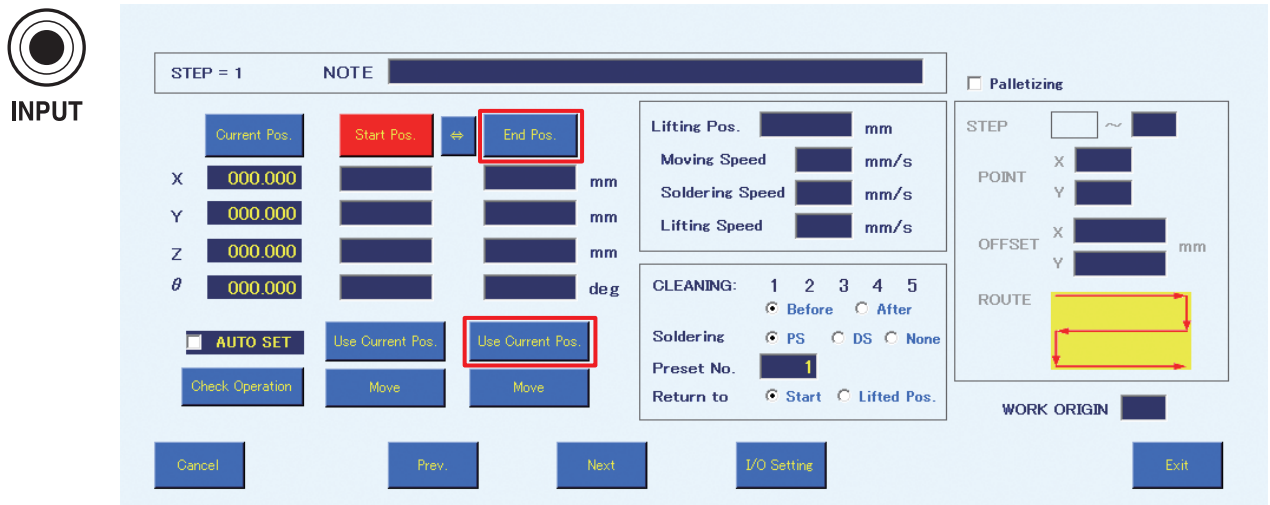 INPUT
STEP = 1 NOTE
Palletizing
Current Pos. Start Pos. ⇔ End Pos.
X 000.000 mm
Y 000.000 mm
Z 000.000 mm
θ 000.000 deg
AUTO SET Use Current Pos. Use Current Pos.
Check Operation Move Move
Lifting Pos. mm
Moving Speed mm/s
Soldering Speed mm/s
Lifting Speed mm/s
CLEANING: 1 2 3 4 5
Before After
Soldering PS DS None
Preset No. 1
Return to Start Lifted Pos.
STEP ~
POINT X
Y
OFFSET X
Y mm
ROUTE
WORK ORIGIN
Cancel Prev. Next I/O Setting Exit